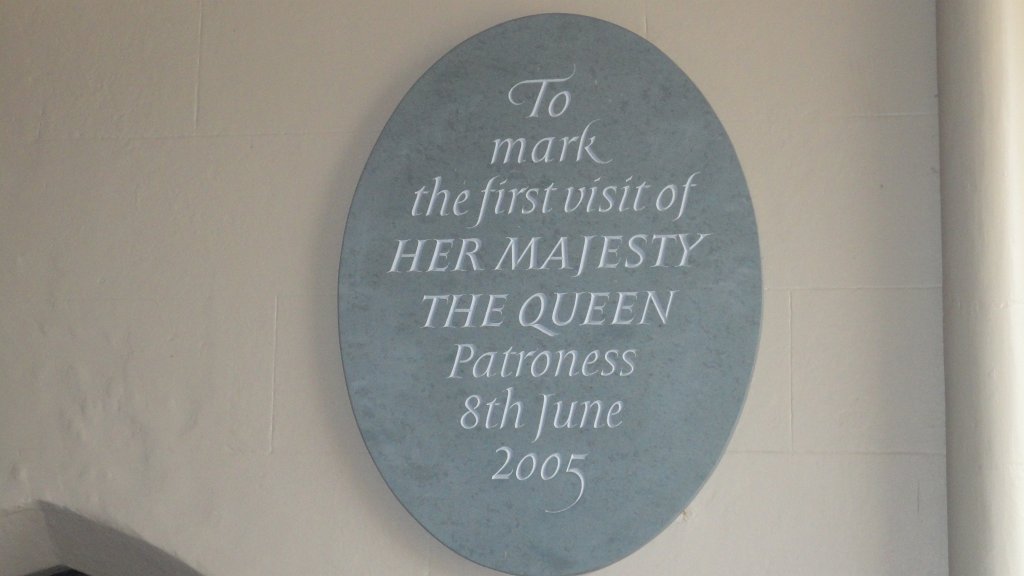 To
mark
the first visit of
HER MAJESTY
THE QUEEN
Patroness
8th June
2005